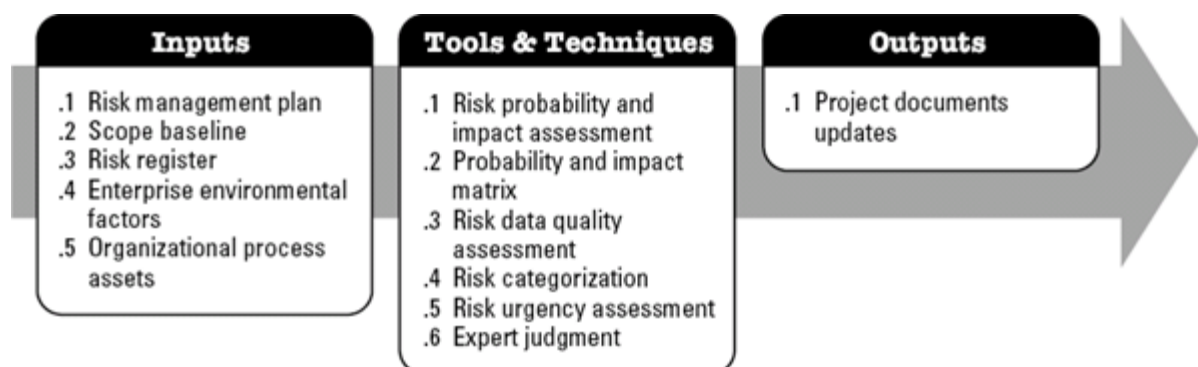 Inputs
.1 Risk management plan
.2 Scope baseline
.3 Risk register
.4 Enterprise environmental
factors
.5 Organizational process
assets
Tools & Techniques
.1 Risk probability and
impact assessment
.2 Probability and impact
matrix
.3 Risk data quality
assessment
.4 Risk categorization
.5 Risk urgency assessment
.6 Expert judgment
Outputs
.1 Project documents
updates